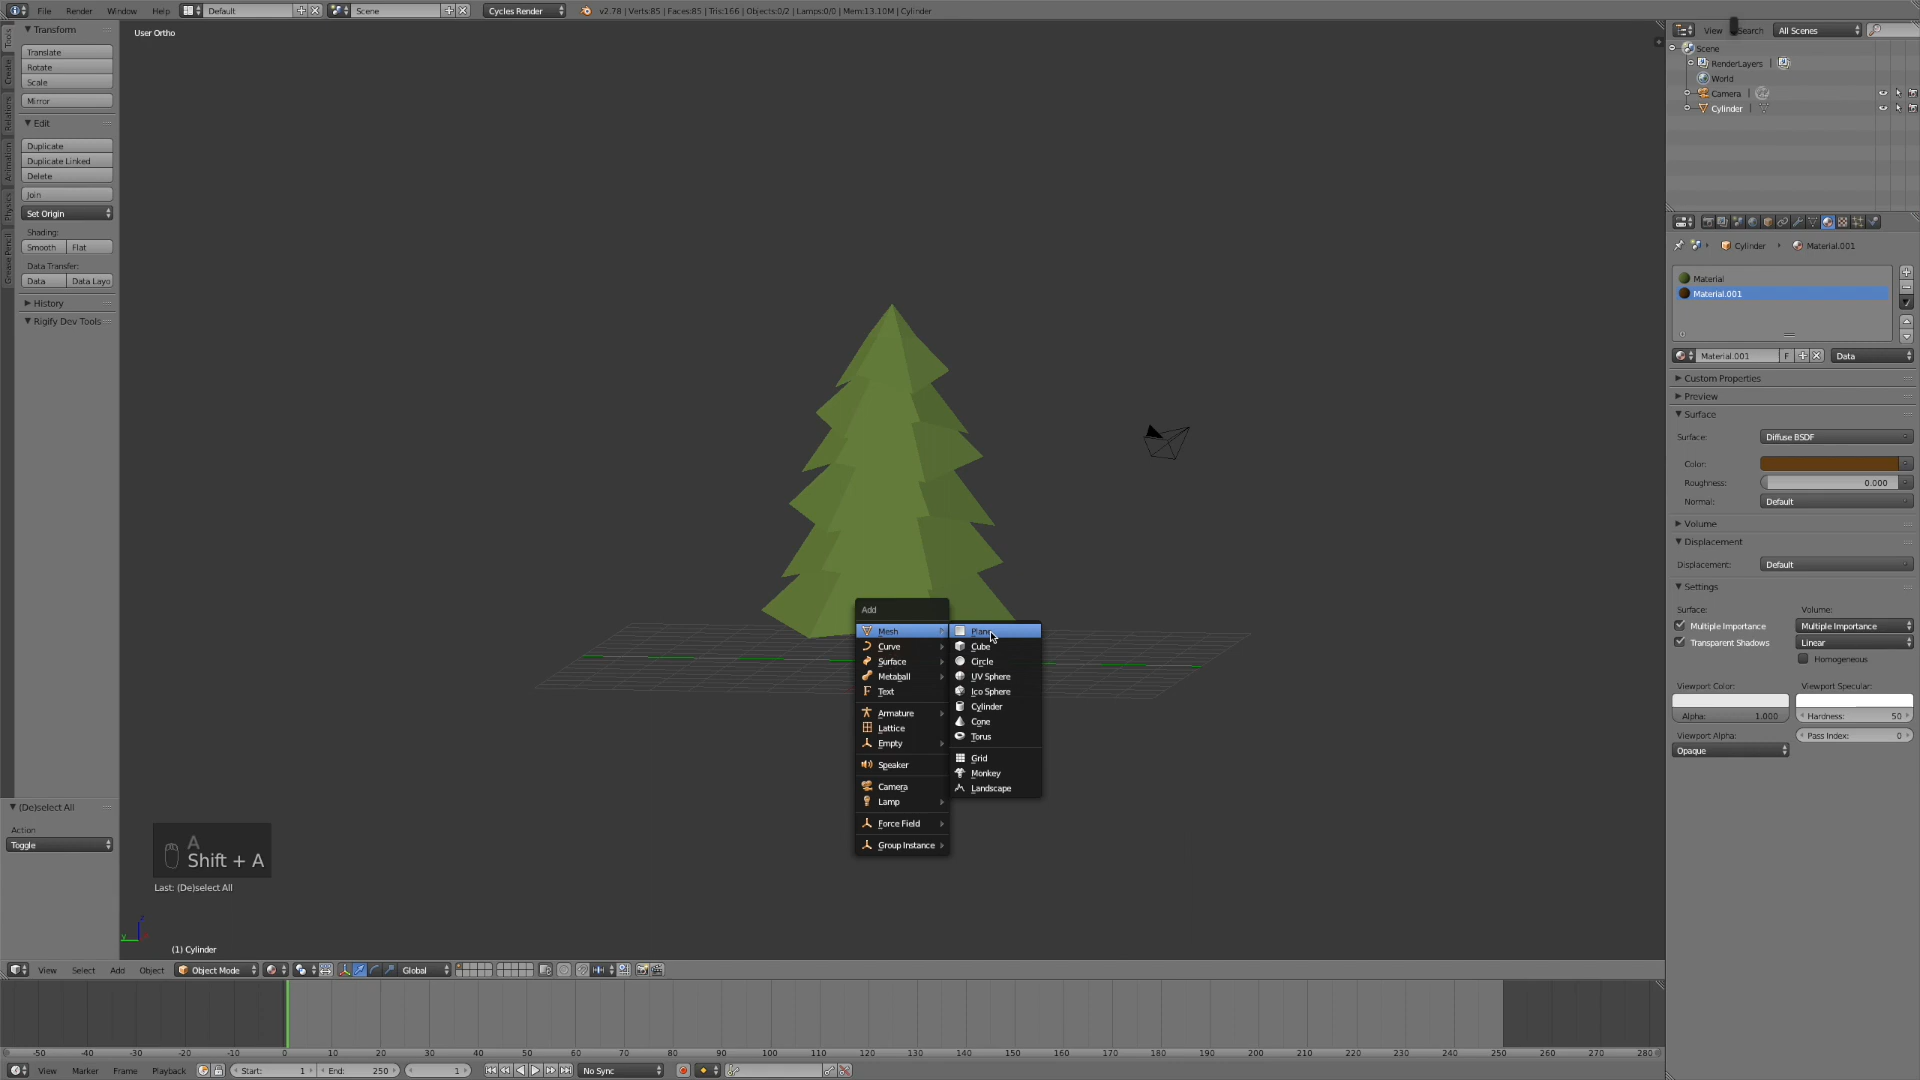 File Render Window Help Default Scene Cycles Render v2.78 | Verts:85 | Faces:85 | Tris:166 | Objects:0/2 | Lamps:0/0 | Mem:13.10M | Cylinder
User Ortho
Tools
Create
Relations
Animation
Physics
Grease Pencil
Transform
Translate
Rotate
Scale
Mirror
Edit
Duplicate
Duplicate Linked
Delete
Join
Set Origin
Shading:
Smooth Flat
Data Transfer:
Data Data Layo
History
Rigify Dev Tools
(De)select All
Action
Toggle
A
Shift + A
Last: (De)select All
z
y
(1) Cylinder
Add
Mesh
Curve
Surface
Metaball
Text
Armature
Lattice
Empty
Speaker
Camera
Lamp
Force Field
Group Instance
Plane
Cube
Circle
UV Sphere
Ico Sphere
Cylinder
Cone
Torus
Grid
Monkey
Landscape
View Search All Scenes
Scene
RenderLayers |
World
Camera |
Cylinder |
Cylinder Material.001
Material
Material.001
Material.001 F Data
Custom Properties
Preview
Surface
Surface: Diffuse BSDF
Color:
Roughness: 0.000
Normal: Default
Volume
Displacement
Displacement: Default
Settings
Surface: Volume:
Multiple Importance Multiple Importance
Transparent Shadows Linear
Homogeneous
Viewport Color: Viewport Specular:
Alpha: 1.000 Hardness: 50
Viewport Alpha: Pass Index: 0
Opaque
View Select Add Object Object Mode Global
-50 -40 -30 -20 -10 0 10 20 30 40 50 60 70 80 90 100 110 120 130 140 150 160 170 180 190 200 210 220 230 240 250 260 270 280
View Marker Frame Playback Start: 1 End: 250 1 No Sync